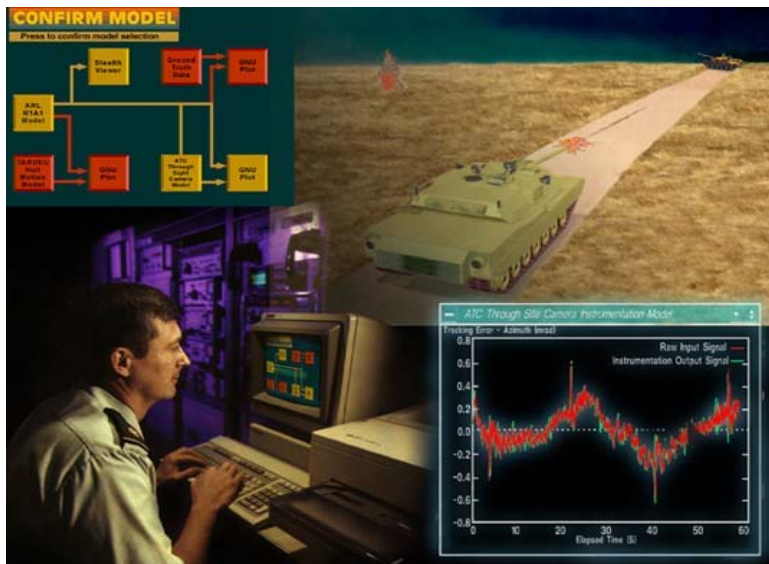 CONFIRM MODEL
Press to confirm model selection
Stealth
Viewer
Ground
Truth
Data
GNU
Plot
ARL
M1A1
Model
TARDEC
Hull
Motion
Model
GNU
Plot
ATC
Through
Sight
Camera
Model
GNU
Plot
ATC Through Site Camera Instrumentation Model
Tracking Error - Azimuth (mrad)
Raw Input Signal
Instrumentation Output Signal
0.8
0.6
0.4
0.2
0.0
-0.2
-0.4
-0.6
-0.8
0 10 20 30 40 50 60
Elapsed Time (S)